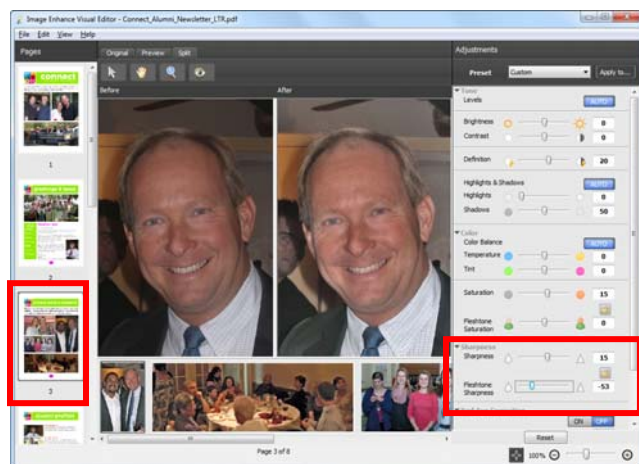 Image Enhance Visual Editor - Connect_Alumni_Newsletter_LTR.pdf
File Edit View Help
Pages
Original Preview Split
Adjustments
Preset Custom Apply to...
Before After
connect
1
2
3
Tone
Levels AUTO
Brightness 0
Contrast 0
Definition 20
Highlights & Shadows AUTO
Highlights 0
Shadows 50
Color
Color Balance AUTO
Temperature 0
Tint 0
Saturation 15
Fleshtone
Saturation 0
Sharpness
Sharpness 15
Fleshtone
Sharpness -53
ON OFF
Reset
Page 3 of 8
100%